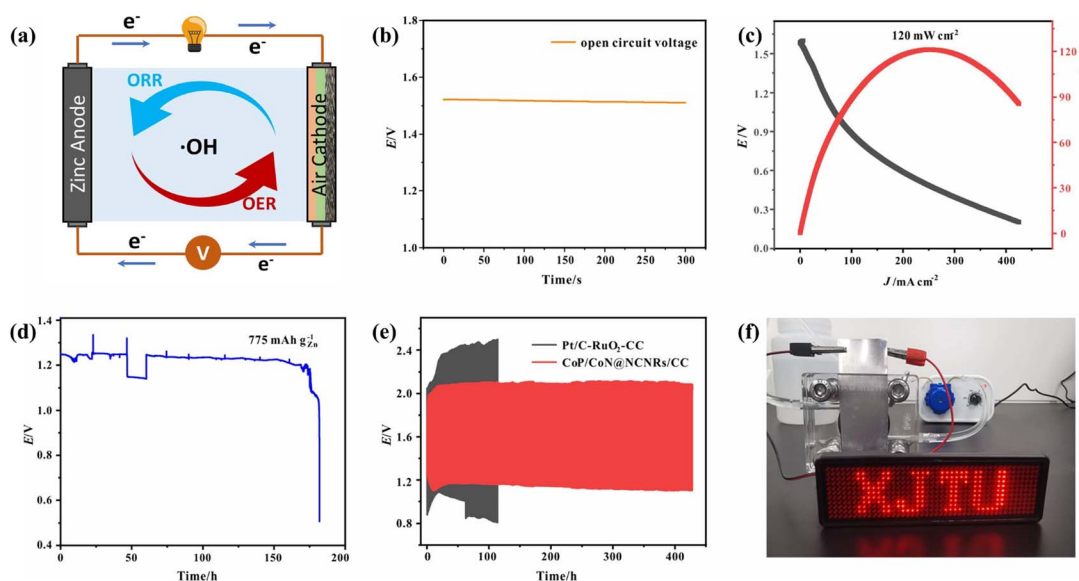 (a)
e⁻
e⁻
ORR
·OH
OER
Zinc Anode
Air Cathode
e⁻
V
e⁻
(b)
open circuit voltage
1.8
1.6
1.4
1.2
1.0
E/V
0 50 100 150 200 250 300
Time/s
(c)
120 mW cm⁻²
1.5
1.2
0.9
0.6
0.3
0.0
E/V
120
90
60
30
0
0 100 200 300 400
J/mA cm⁻²
(d)
775 mAh g⁻¹Zn
1.4
1.2
1.0
0.8
0.6
0.4
E/V
0 50 100 150 200
Time/h
(e)
Pt/C-RuO₂-CC
CoP/CoN@NCNRs/CC
2.4
2.0
1.6
1.2
0.8
E/V
0 100 200 300 400
Time/h
(f)
XJTU